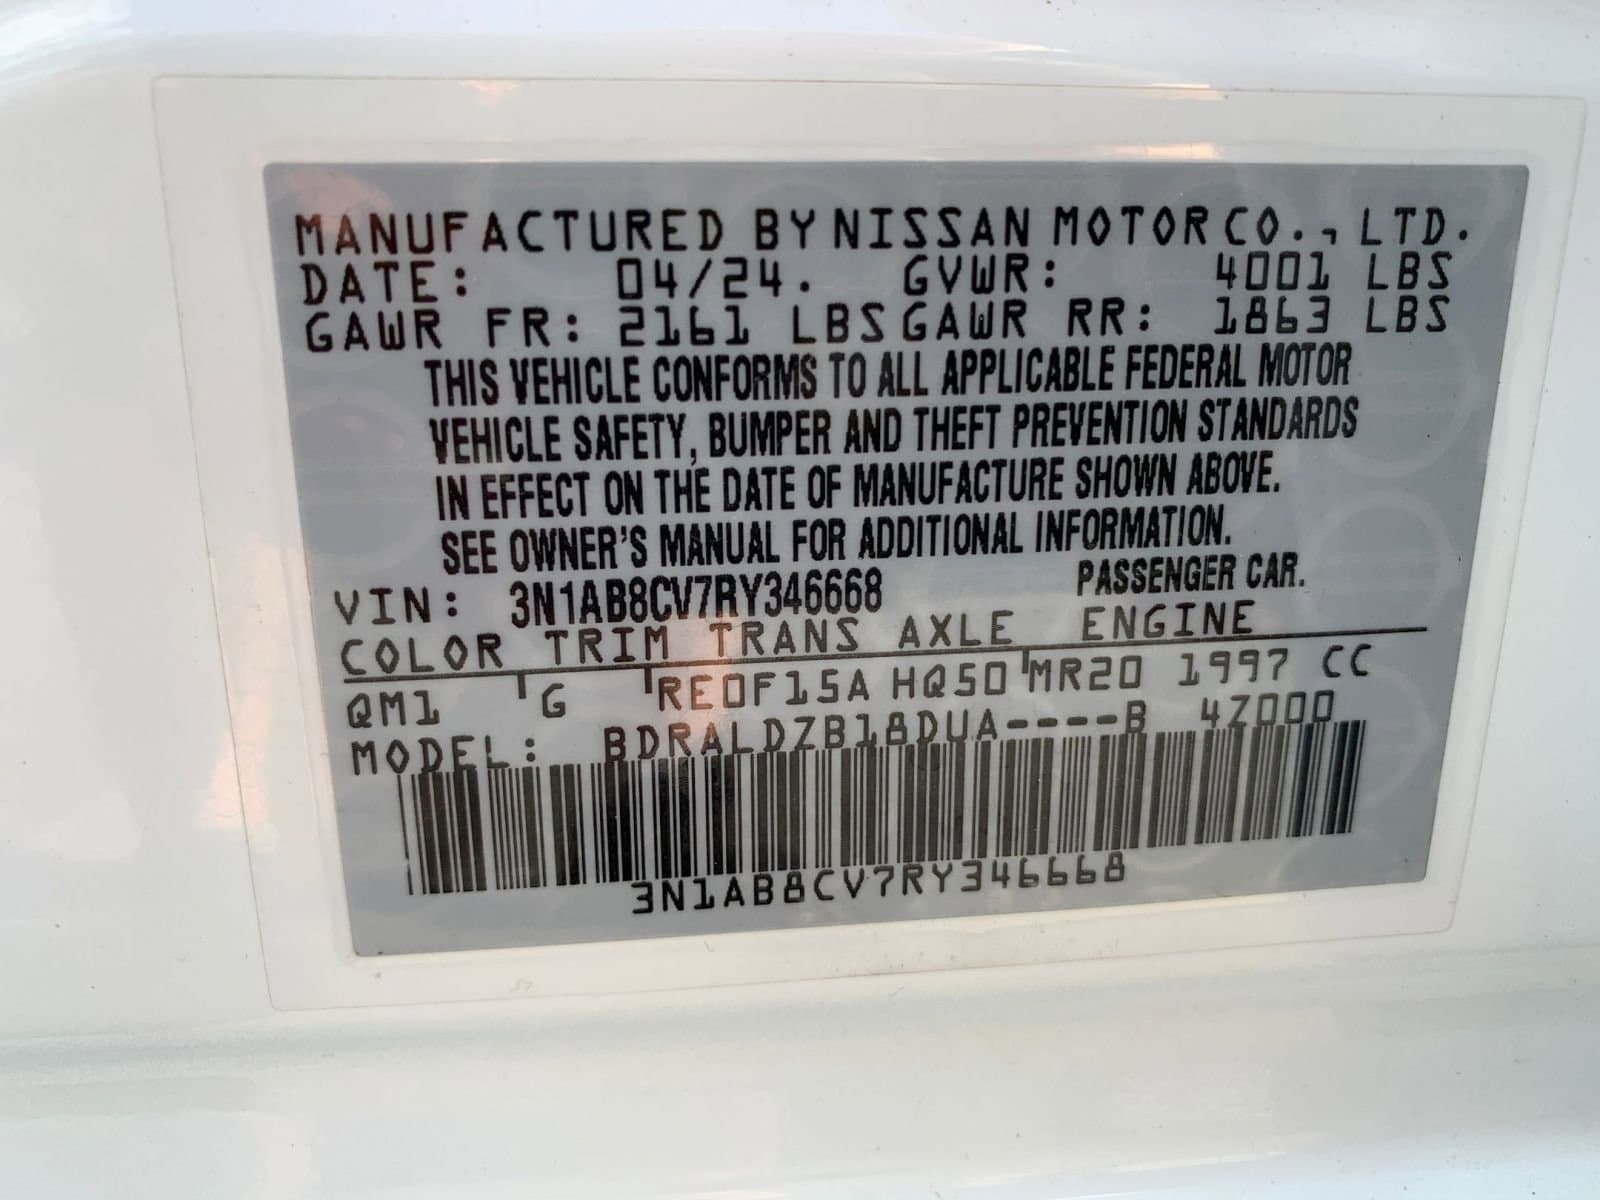 MANUFACTURED BY NISSAN MOTOR CO., LTD.
DATE: 04/24. GVWR: 4001 LBS
GAWR FR: 2161 LBS GAWR RR: 1863 LBS
THIS VEHICLE CONFORMS TO ALL APPLICABLE FEDERAL MOTOR
VEHICLE SAFETY, BUMPER AND THEFT PREVENTION STANDARDS
IN EFFECT ON THE DATE OF MANUFACTURE SHOWN ABOVE.
SEE OWNER'S MANUAL FOR ADDITIONAL INFORMATION.
VIN: 3N1AB8CV7RY346668 PASSENGER CAR.
COLOR TRIM TRANS AXLE ENGINE
QM1 G RE0F15A HQ50 MR20 1997 CC
MODEL: BDRALDZB18DUA----B 4Z000
3N1AB8CV7RY346668